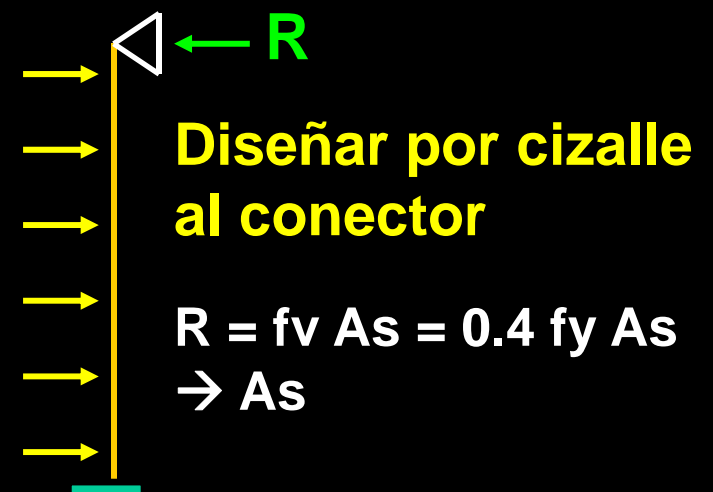 R
Diseñar por cizalle
al conector
R = fv As = 0.4 fy As
→ As